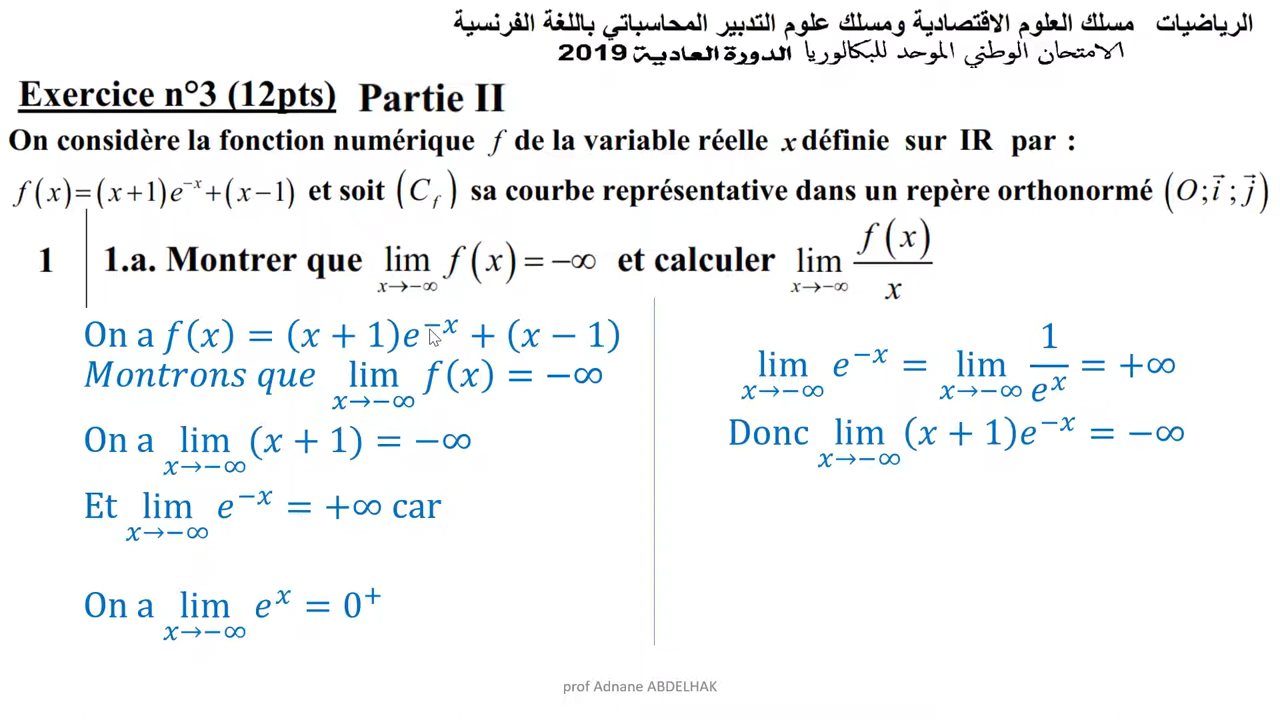 الرياضيات مسلك العلوم الاقتصادية ومسلك علوم التدبير المحاسباتي باللغة الفرنسية
الامتحان الوطني الموحد للبكالوريا الدورة العادية 2019
Exercice n°3 (12pts) Partie II
On considère la fonction numérique f de la variable réelle x définie sur IR par :
f(x)=(x+1)e^{-x}+(x-1) et soit (C_f) sa courbe représentative dans un repère orthonormé (O; i⃗ ; j⃗)
1 1.a. Montrer que lim_{x→-∞} f(x) = -∞ et calculer lim_{x→-∞} f(x)/x
On a f(x) = (x + 1)e^{-x} + (x - 1)
Montrons que lim_{x→-∞} f(x) = -∞
On a lim_{x→-∞} (x + 1) = -∞
Et lim_{x→-∞} e^{-x} = +∞ car
On a lim_{x→-∞} e^x = 0^+
lim_{x→-∞} e^{-x} = lim_{x→-∞} 1/e^x = +∞
Donc lim_{x→-∞} (x + 1)e^{-x} = -∞
prof Adnane ABDELHAK